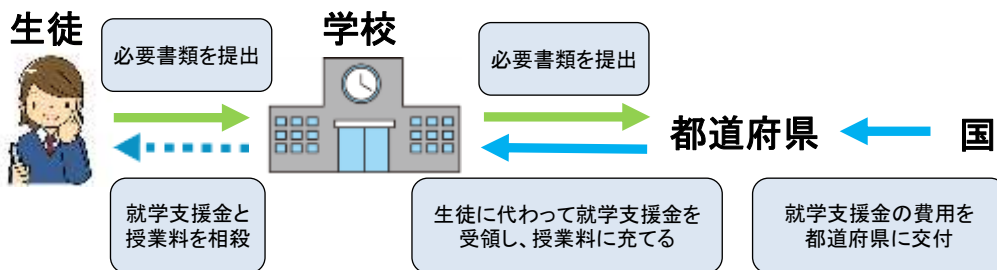 生徒
必要書類を提出
学校
必要書類を提出
都道府県
国
就学支援金と
授業料を相殺
生徒に代わって就学支援金を
受領し、授業料に充てる
就学支援金の費用を
都道府県に交付